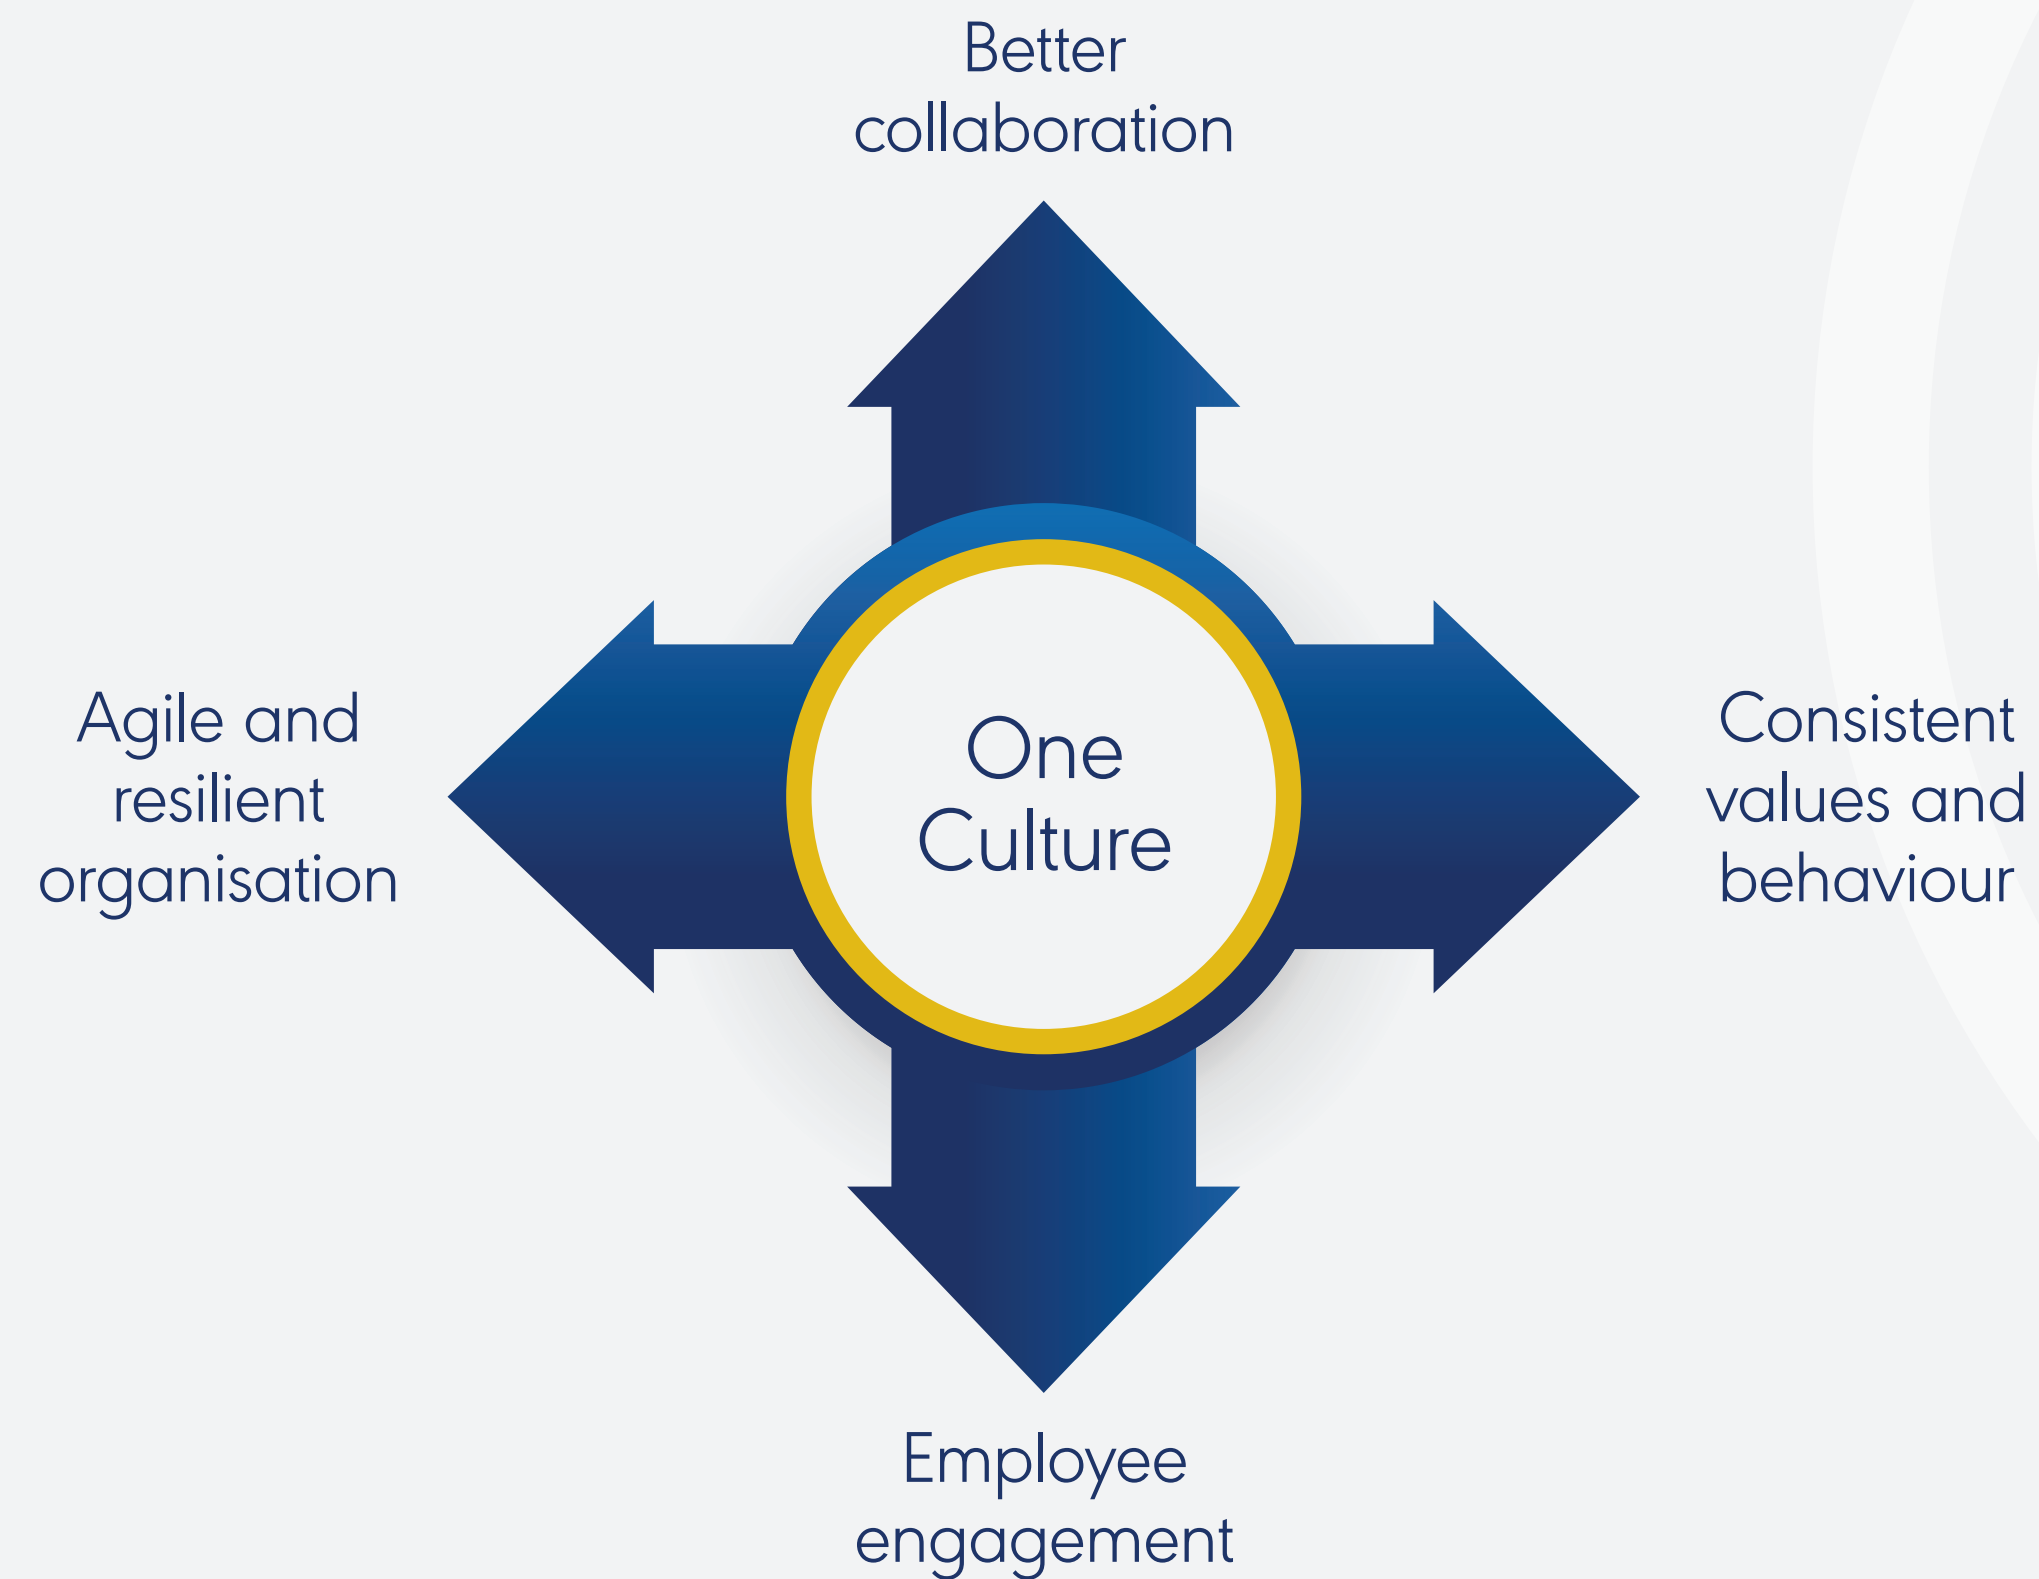 Better
collaboration
Agile and
resilient
organisation
One
Culture
Consistent
values and
behaviour
Employee
engagement